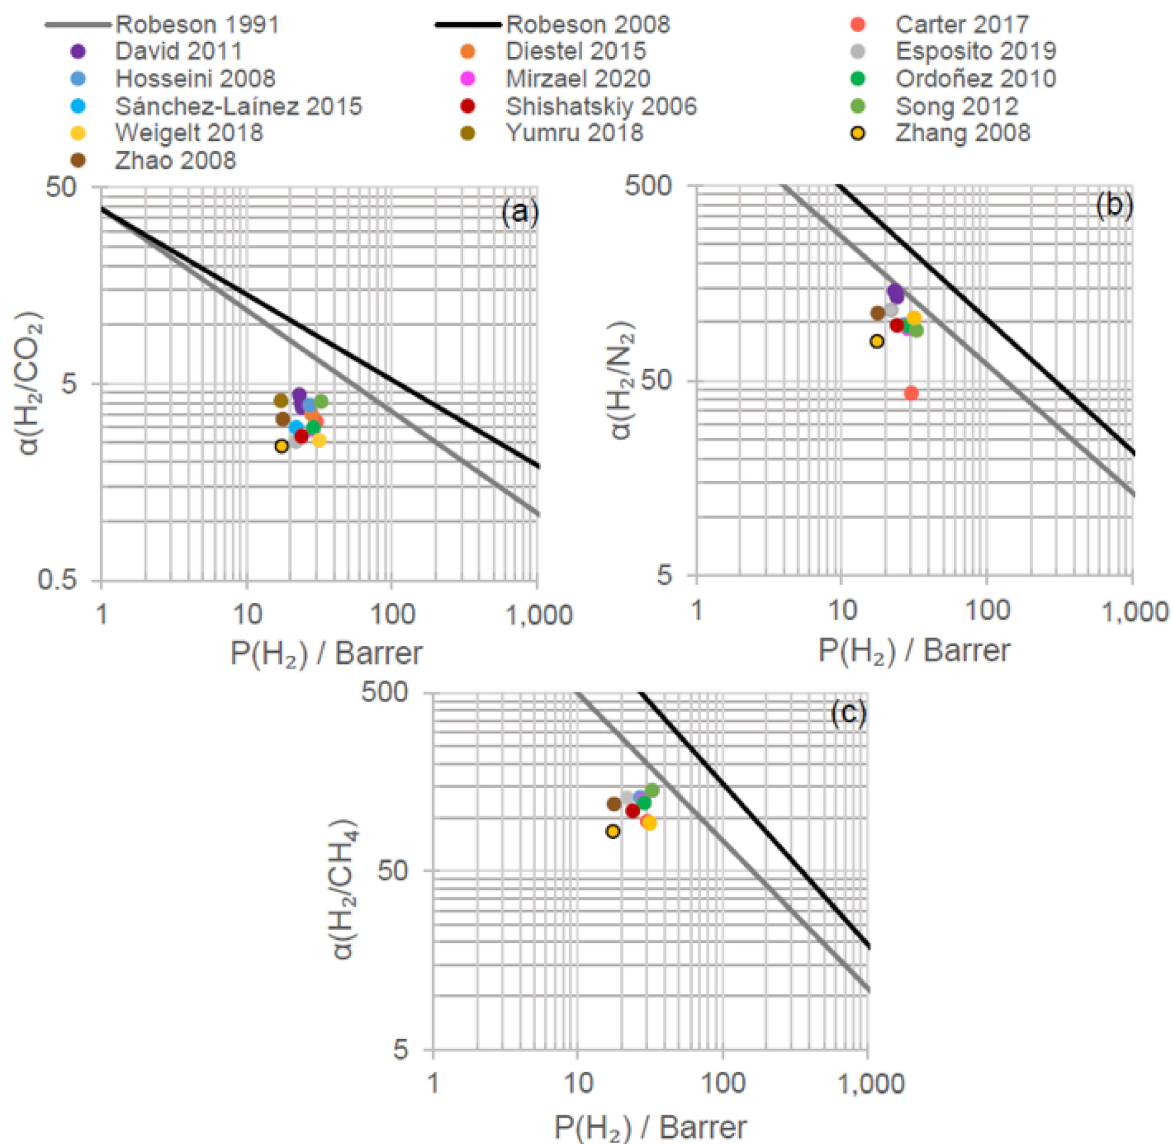 Robeson 1991 Robeson 2008 Carter 2017
David 2011 Diestel 2015 Esposito 2019
Hosseini 2008 Mirzael 2020 Ordoñez 2010
Sánchez-Laínez 2015 Shishatskiy 2006 Song 2012
Weigelt 2018 Yumru 2018 Zhang 2008
Zhao 2008
(a)
50
5
0.5
α(H₂/CO₂)
1 10 100 1,000
P(H₂) / Barrer
(b)
500
50
5
α(H₂/N₂)
1 10 100 1,000
P(H₂) / Barrer
(c)
500
50
5
α(H₂/CH₄)
1 10 100 1,000
P(H₂) / Barrer